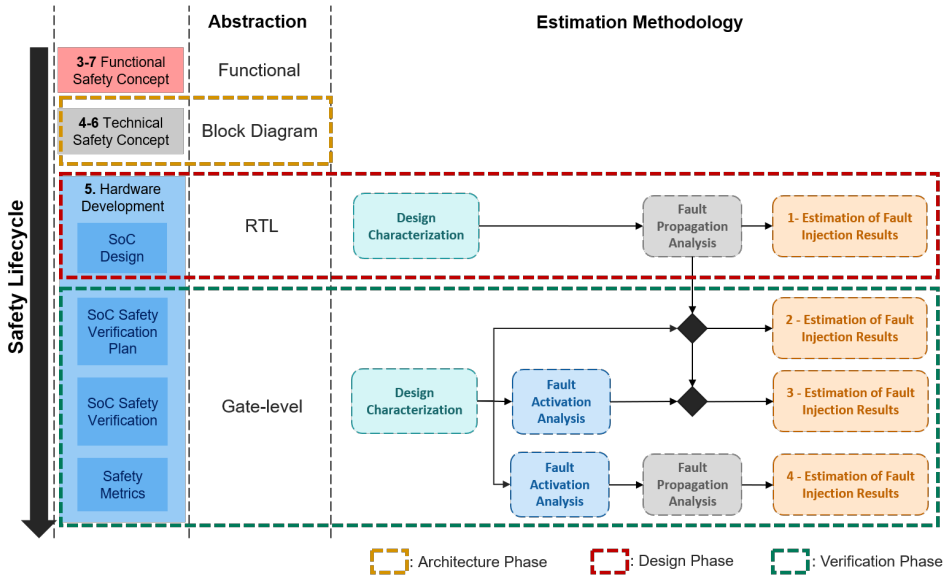 Abstraction
Estimation Methodology
Safety Lifecycle
3-7 Functional
Safety Concept
Functional
4-6 Technical
Safety Concept
Block Diagram
5. Hardware
Development
SoC
Design
RTL
Design
Characterization
Fault
Propagation
Analysis
1- Estimation of Fault
Injection Results
SoC Safety
Verification
Plan
SoC Safety
Verification
Safety
Metrics
Gate-level
Design
Characterization
2 - Estimation of Fault
Injection Results
Fault
Activation
Analysis
3 - Estimation of Fault
Injection Results
Fault
Activation
Analysis
Fault
Propagation
Analysis
4 - Estimation of Fault
Injection Results
: Architecture Phase
: Design Phase
: Verification Phase